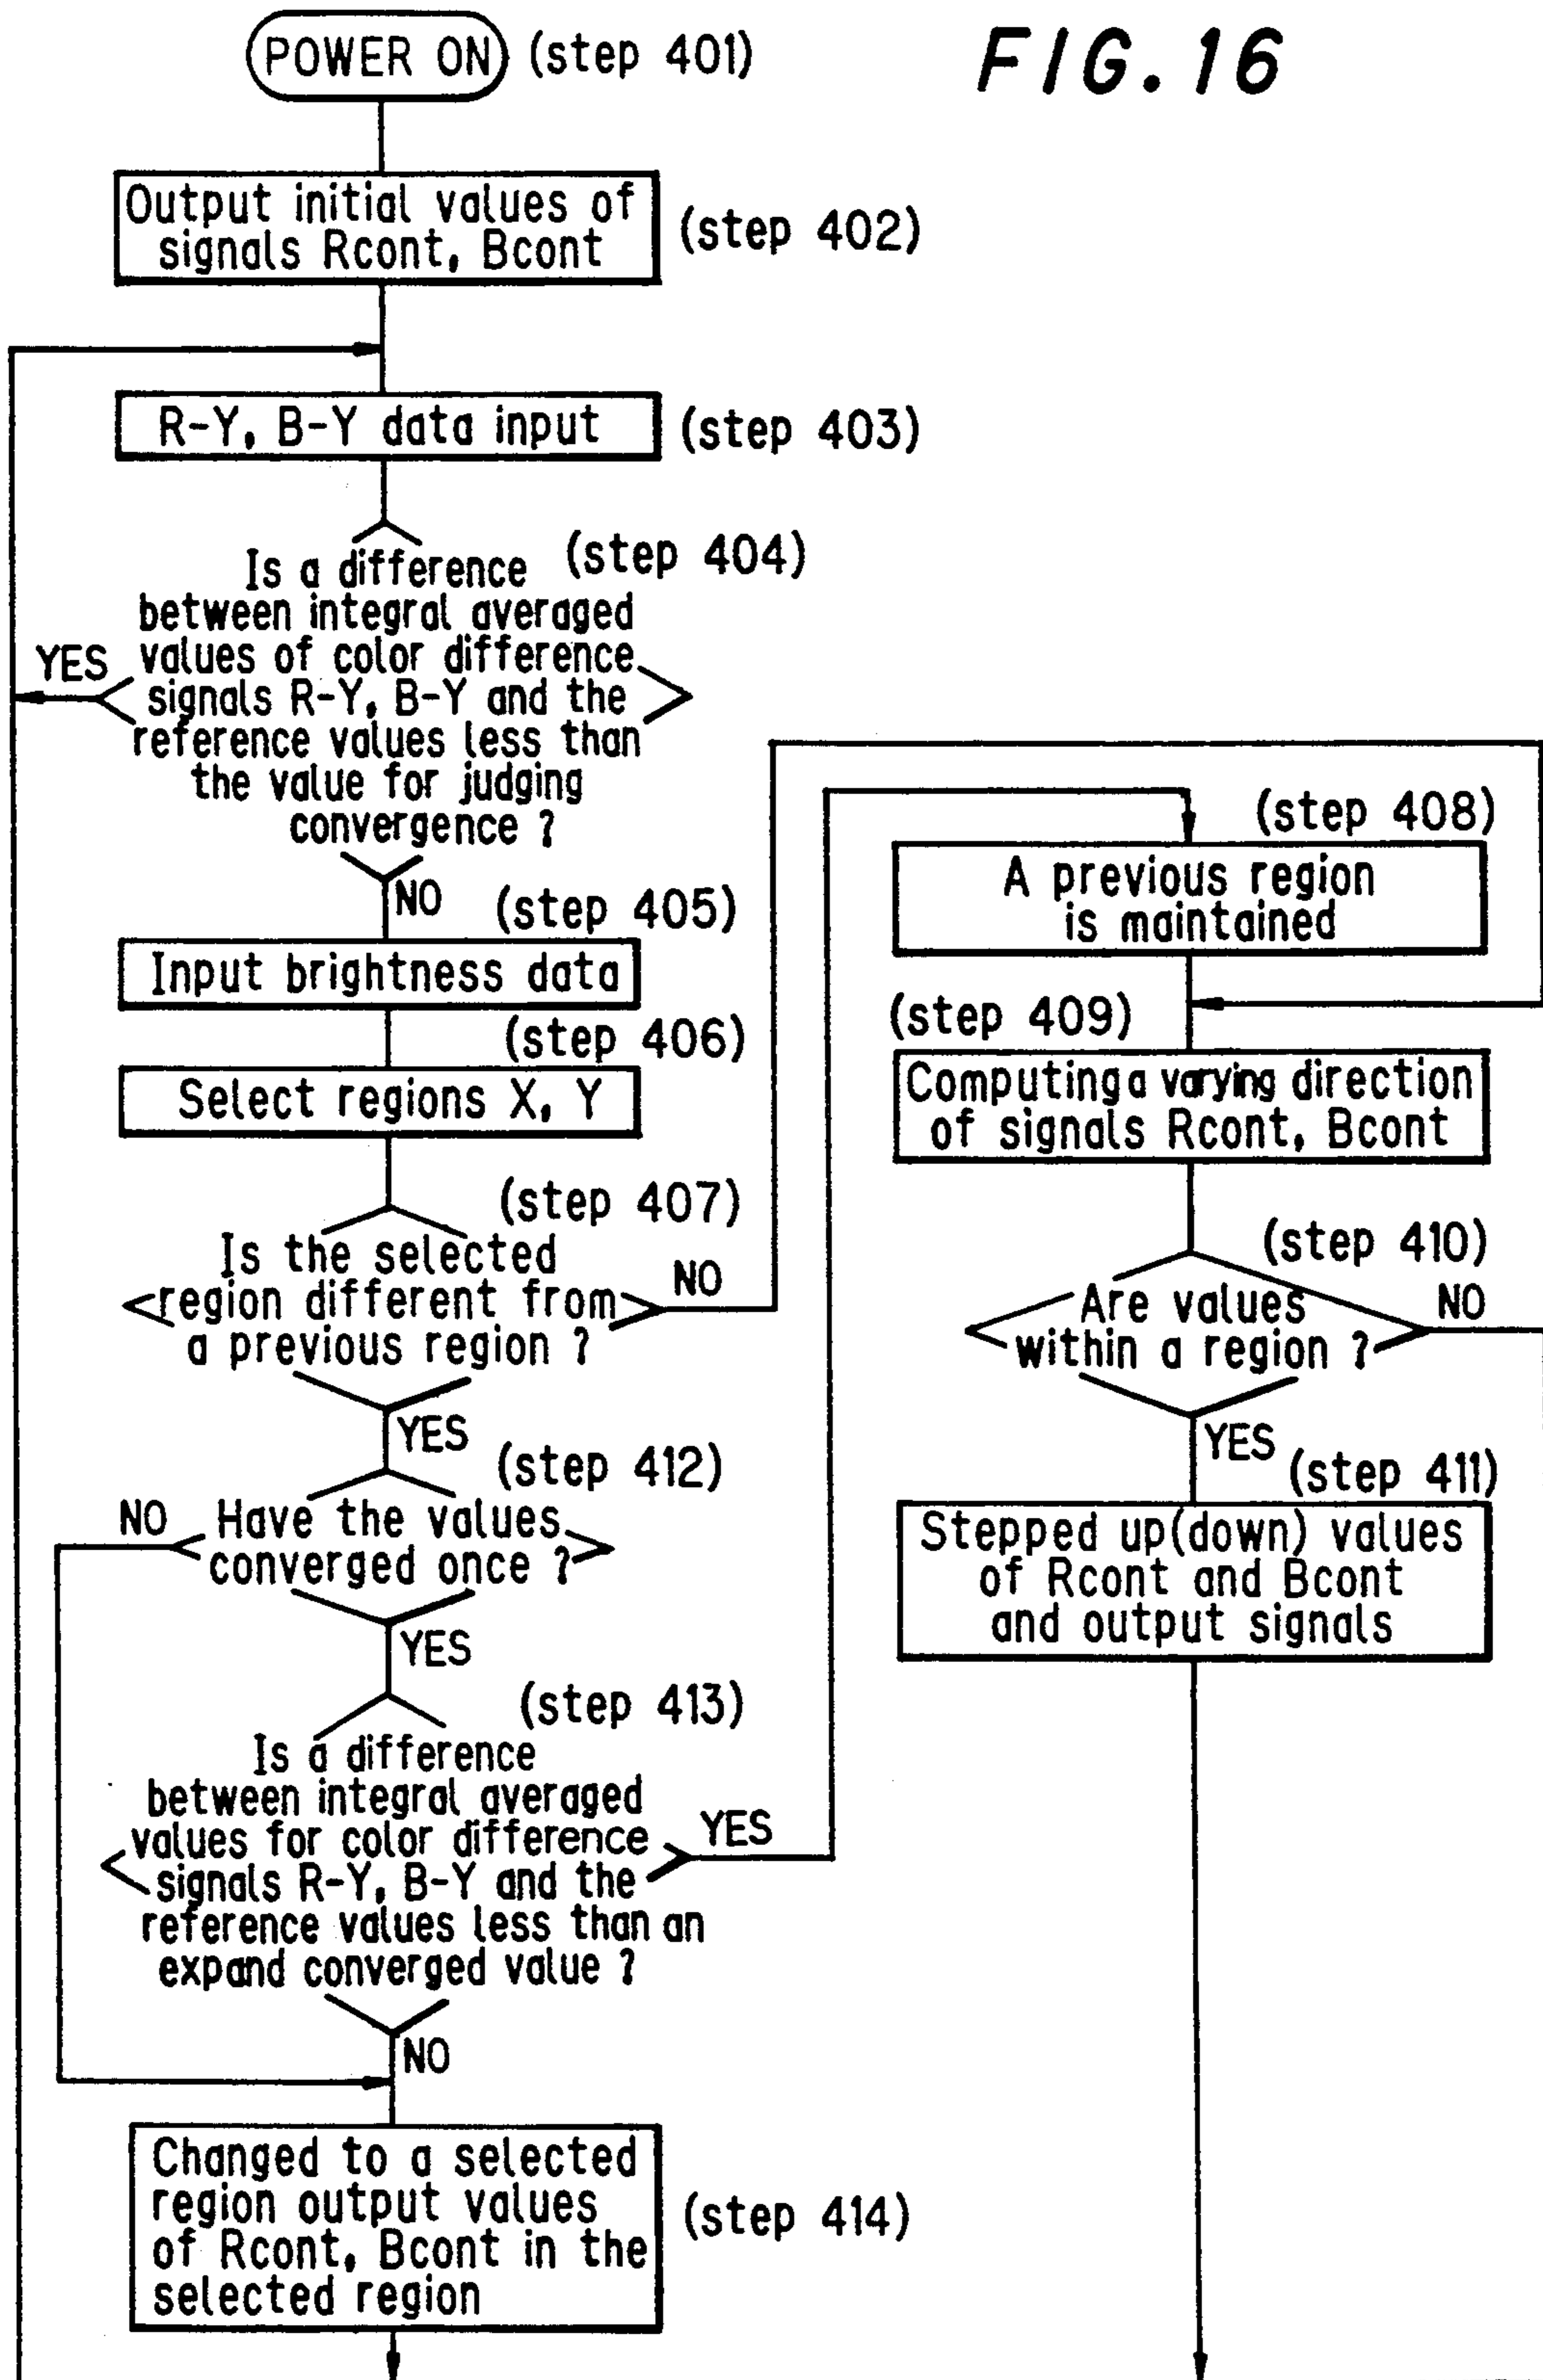 FIG. 16
POWER ON (step 401)
Output initial values of
signals Rcont, Bcont
(step 402)
R-Y, B-Y data input (step 403)
(step 404)
Is a difference
between integral averaged
values of color difference
signals R-Y, B-Y and the
reference values less than
the value for judging
convergence ?
YES
NO
(step 405)
Input brightness data
(step 406)
Select regions X, Y
(step 407)
Is the selected
region different from
a previous region ?
NO
YES
(step 412)
Have the values
converged once ?
NO
YES
(step 413)
Is a difference
between integral averaged
values for color difference
signals R-Y, B-Y and the
reference values less than an
expand converged value ?
YES
NO
Changed to a selected
region output values
of Rcont, Bcont in the
selected region
(step 414)
(step 408)
A previous region
is maintained
(step 409)
Computing a varying direction
of signals Rcont, Bcont
(step 410)
Are values
within a region ?
NO
YES
(step 411)
Stepped up(down) values
of Rcont and Bcont
and output signals